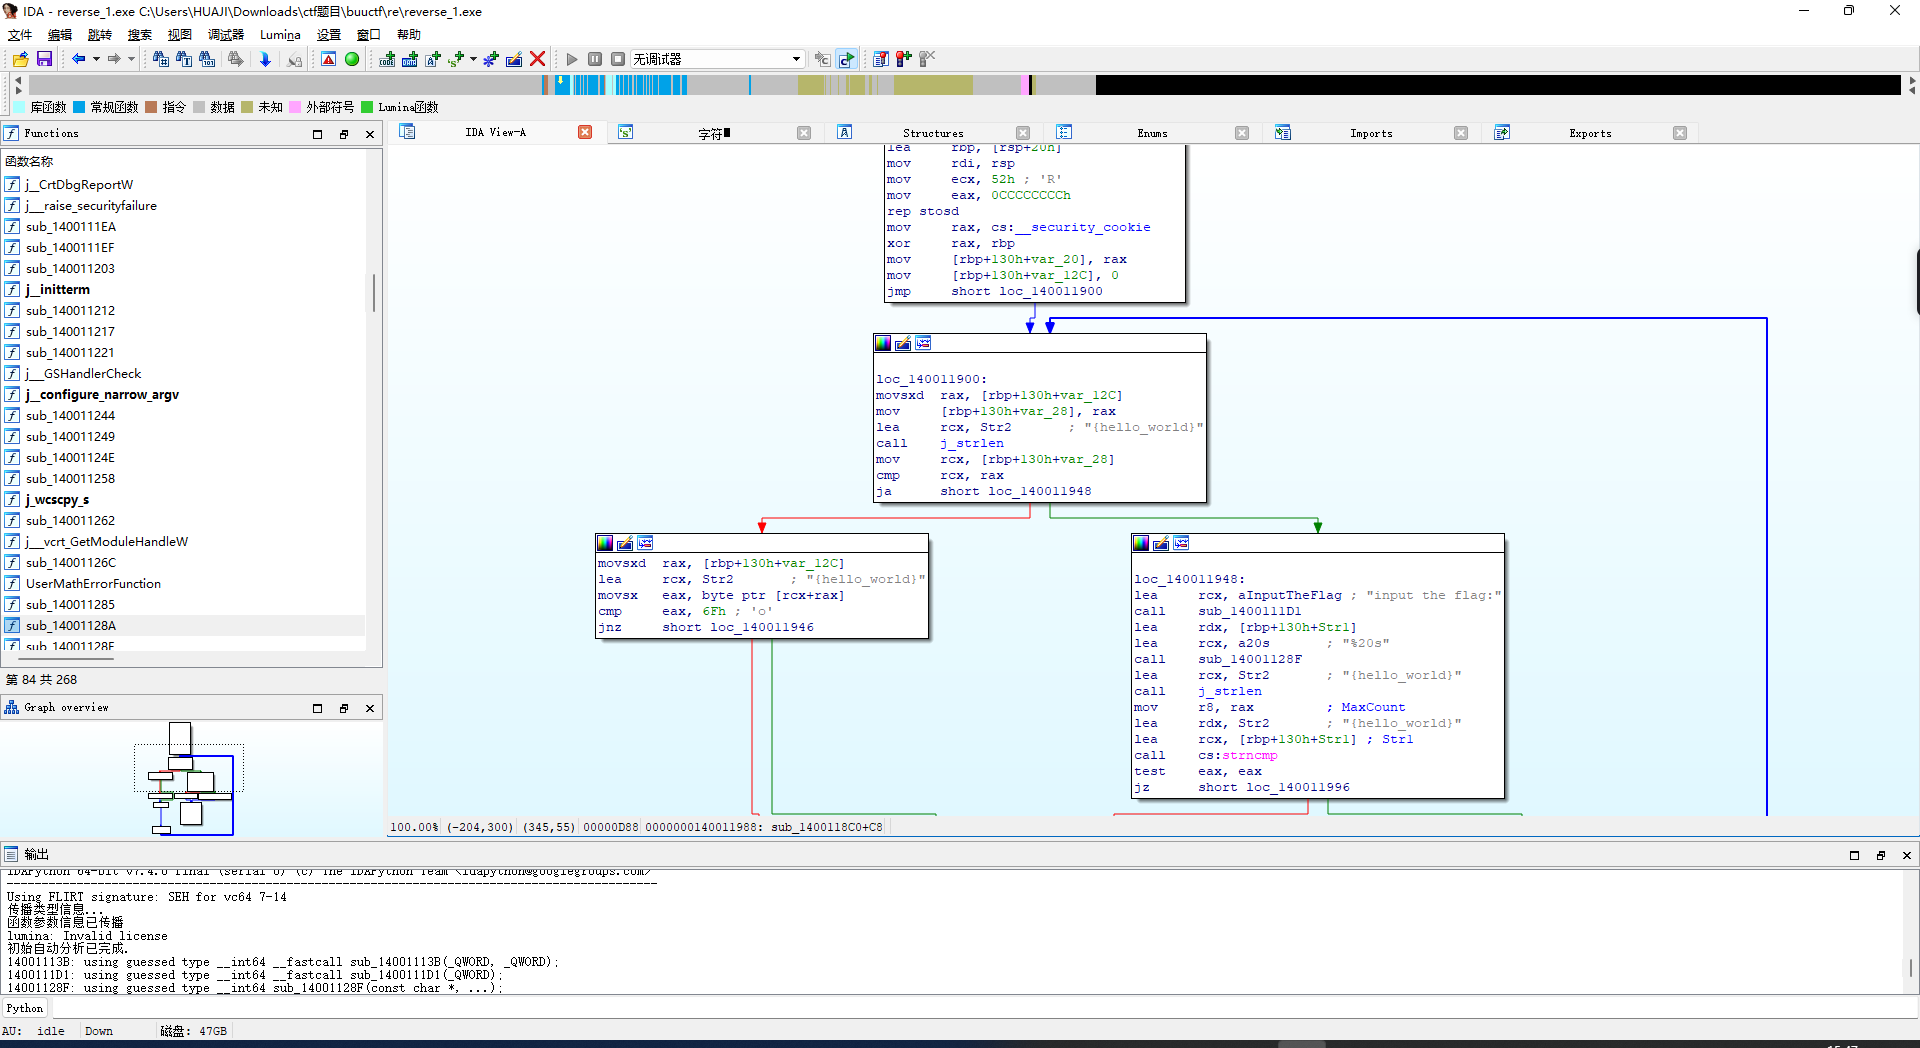 IDA - reverse_1.exe C:\Users\HUAJI\Downloads\ctf题目\buuctf\re\reverse_1.exe
文件 编辑 跳转 搜索 视图 调试器 Lumina 设置 窗口 帮助
无调试器
库函数 常规函数 指令 数据 未知 外部符号 Lumina函数
Functions
函数名称
j__CrtDbgReportW
j___raise_securityfailure
sub_1400111EA
sub_1400111EF
sub_140011203
j__initterm
sub_140011212
sub_140011217
sub_140011221
j___GSHandlerCheck
j__configure_narrow_argv
sub_140011244
sub_140011249
sub_14001124E
sub_140011258
j_wcscpy_s
sub_140011262
j___vcrt_GetModuleHandleW
sub_14001126C
UserMathErrorFunction
sub_140011285
sub_14001128A
sub_14001128F
第 84 共 268
Graph overview
IDA View-A 字符 Structures Enums Imports Exports
lea rbp, [rsp+20h]
mov rdi, rsp
mov ecx, 52h ; 'R'
mov eax, 0CCCCCCCCh
rep stosd
mov rax, cs:__security_cookie
xor rax, rbp
mov [rbp+130h+var_20], rax
mov [rbp+130h+var_12C], 0
jmp short loc_140011900
loc_140011900:
movsxd rax, [rbp+130h+var_12C]
mov [rbp+130h+var_28], rax
lea rcx, Str2 ; "{hello_world}"
call j_strlen
mov rcx, [rbp+130h+var_28]
cmp rcx, rax
ja short loc_140011948
movsxd rax, [rbp+130h+var_12C]
lea rcx, Str2 ; "{hello_world}"
movsx eax, byte ptr [rcx+rax]
cmp eax, 6Fh ; 'o'
jnz short loc_140011946
loc_140011948:
lea rcx, aInputTheFlag ; "input the flag:"
call sub_1400111D1
lea rdx, [rbp+130h+Str1]
lea rcx, a20s ; "%20s"
call sub_14001128F
lea rcx, Str2 ; "{hello_world}"
call j_strlen
mov r8, rax ; MaxCount
lea rdx, Str2 ; "{hello_world}"
lea rcx, [rbp+130h+Str1] ; Str1
call cs:strncmp
test eax, eax
jz short loc_140011996
100.00% (-204,300) (345,55) 00000D88 0000000140011988: sub_1400118C0+C8
输出
IDAPython 64-bit v7.4.0 final (serial 0) (c) The IDAPython Team <idapython@googlegroups.com>
Using FLIRT signature: SEH for vc64 7-14
传播类型信息...
函数参数信息已传播
lumina: Invalid license
初始自动分析已完成.
14001113B: using guessed type __int64 __fastcall sub_14001113B(_QWORD, _QWORD);
1400111D1: using guessed type __int64 __fastcall sub_1400111D1(_QWORD);
14001128F: using guessed type __int64 sub_14001128F(const char *, ...);
Python
AU: idle Down 磁盘: 47GB